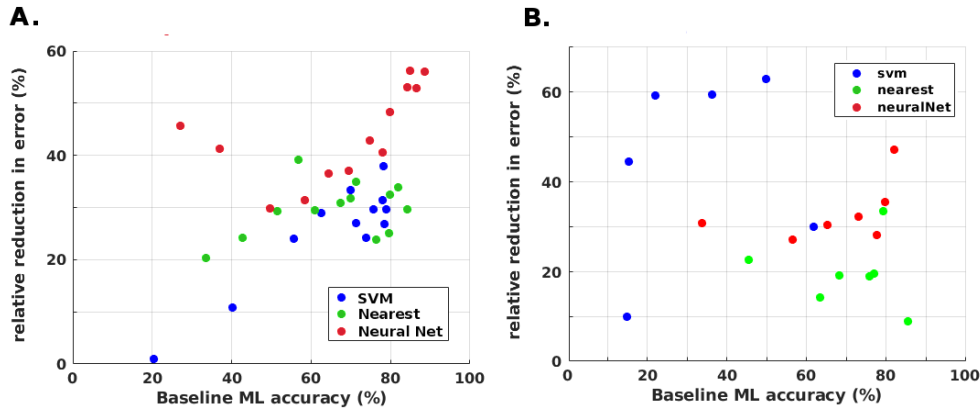 A.
relative reduction in error (%)
60
40
20
0
0 20 40 60 80 100
Baseline ML accuracy (%)
SVM
Nearest
Neural Net
B.
relative reduction in error (%)
60
40
20
0
0 20 40 60 80 100
Baseline ML accuracy (%)
svm
nearest
neuralNet